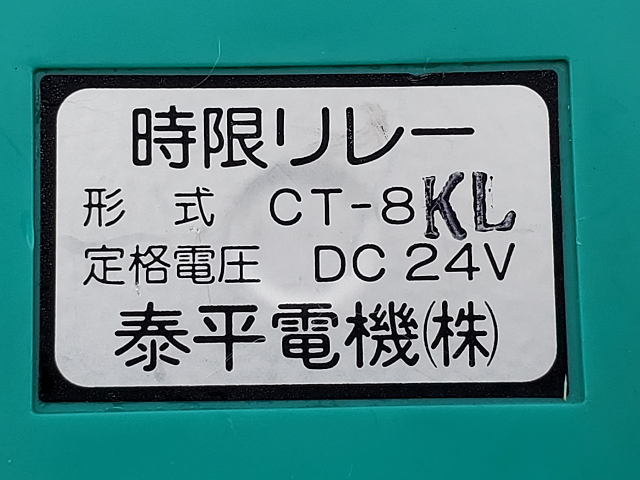 時限リレー
形 式 CT-8KL
定格電圧 DC 24V
泰平電機(株)